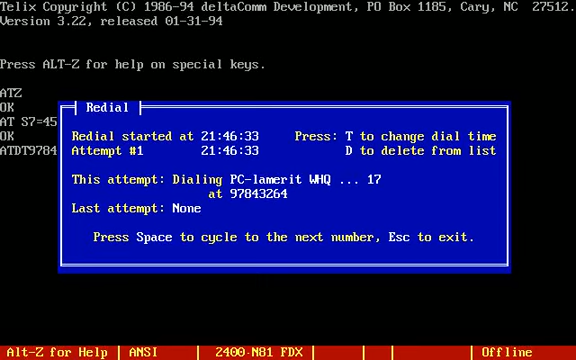 Telix Copyright (C) 1986-94 deltaComm Development, PO Box 1185, Cary, NC 27512.
Version 3.22, released 01-31-94
Press ALT-Z for help on special keys.
ATZ
OK
AT S7=45
OK
ATDT9784
Redial
Redial started at 21:46:33 Press: T to change dial time
Attempt #1 21:46:33 D to delete from list
This attempt: Dialing PC-lamerit WHQ ... 17
at 97843264
Last attempt: None
Press Space to cycle to the next number, Esc to exit.
Alt-Z for Help ANSI 2400-N81 FDX Offline